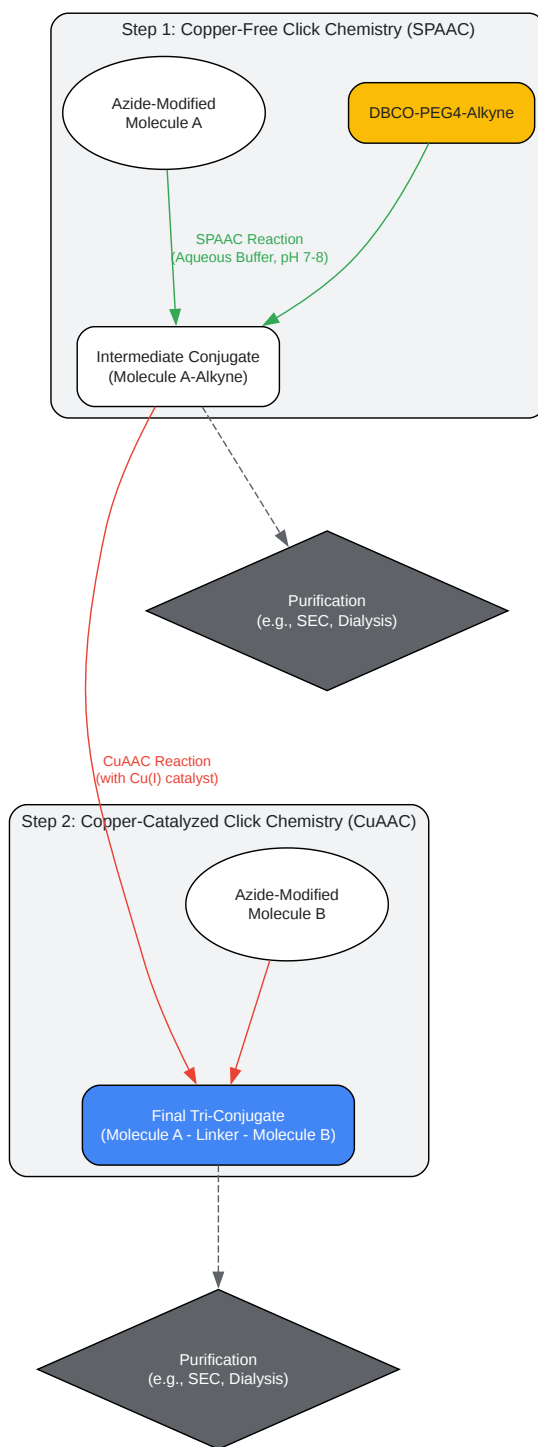 Step 1: Copper-Free Click Chemistry (SPAAC)
Azide-Modified
Molecule A
DBCO-PEG4-Alkyne
SPAAC Reaction
(Aqueous Buffer, pH 7-8)
Intermediate Conjugate
(Molecule A-Alkyne)
Purification
(e.g., SEC, Dialysis)
CuAAC Reaction
(with Cu(I) catalyst)
Step 2: Copper-Catalyzed Click Chemistry (CuAAC)
Azide-Modified
Molecule B
Final Tri-Conjugate
(Molecule A - Linker - Molecule B)
Purification
(e.g., SEC, Dialysis)